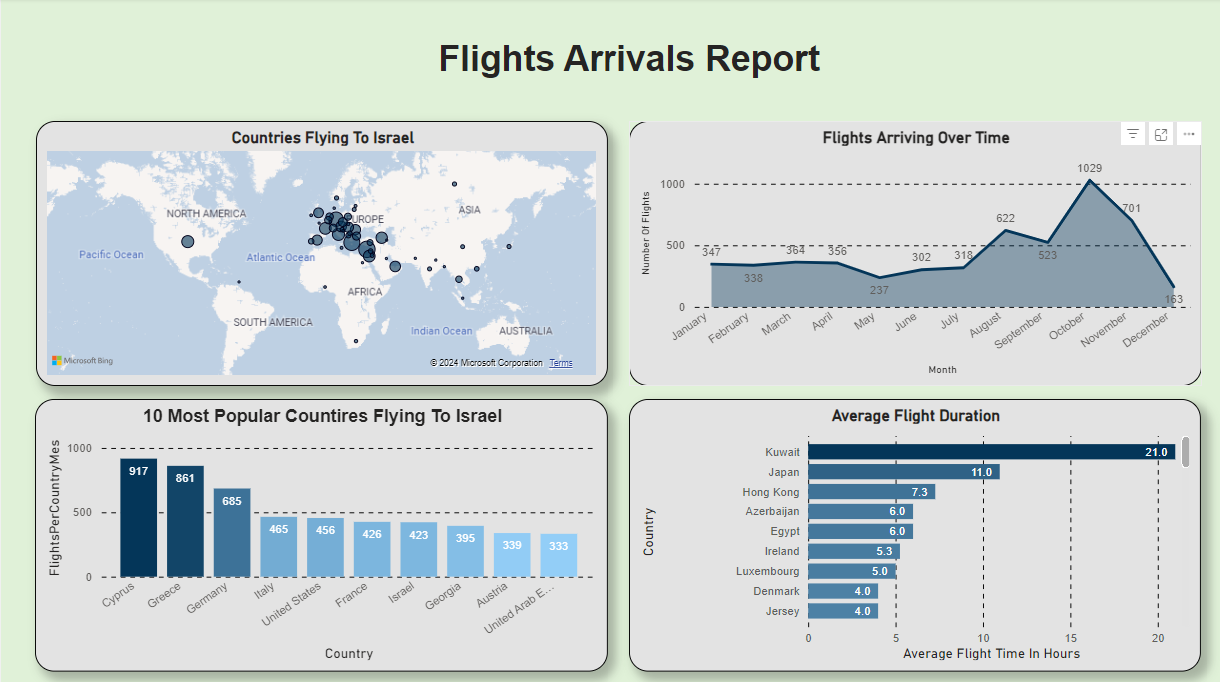 Flights Arrivals Report
Countries Flying To Israel
NORTH AMERICA
EUROPE
ASIA
Pacific Ocean
Atlantic Ocean
AFRICA
SOUTH AMERICA
Indian Ocean
AUSTRALIA
Microsoft Bing
© 2024 Microsoft Corporation Terms
Flights Arriving Over Time
Number Of Flights
1000
500
0
347
338
364
356
237
302
318
622
523
1029
701
163
January
February
March
April
May
June
July
August
September
October
November
December
Month
10 Most Popular Countires Flying To Israel
FlightsPerCountryMes
1000
500
0
917
861
685
465
456
426
423
395
339
333
Cyprus
Greece
Germany
Italy
United States
France
Israel
Georgia
Austria
United Arab E...
Country
Average Flight Duration
Country
Kuwait 21.0
Japan 11.0
Hong Kong 7.3
Azerbaijan 6.0
Egypt 6.0
Ireland 5.3
Luxembourg 5.0
Denmark 4.0
Jersey 4.0
0 5 10 15 20
Average Flight Time In Hours